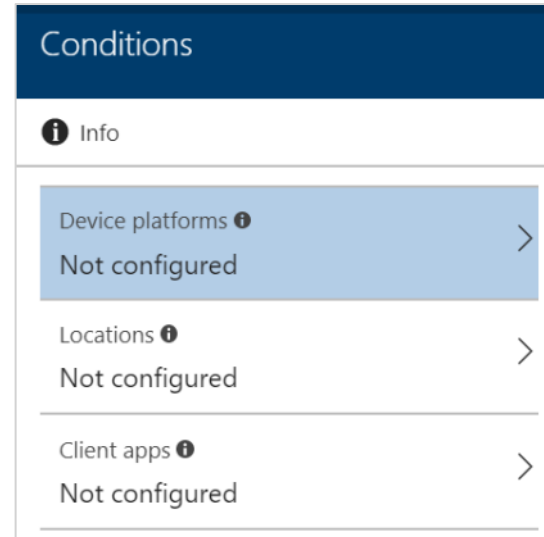 Conditions
Info
Device platforms
Not configured
Locations
Not configured
Client apps
Not configured